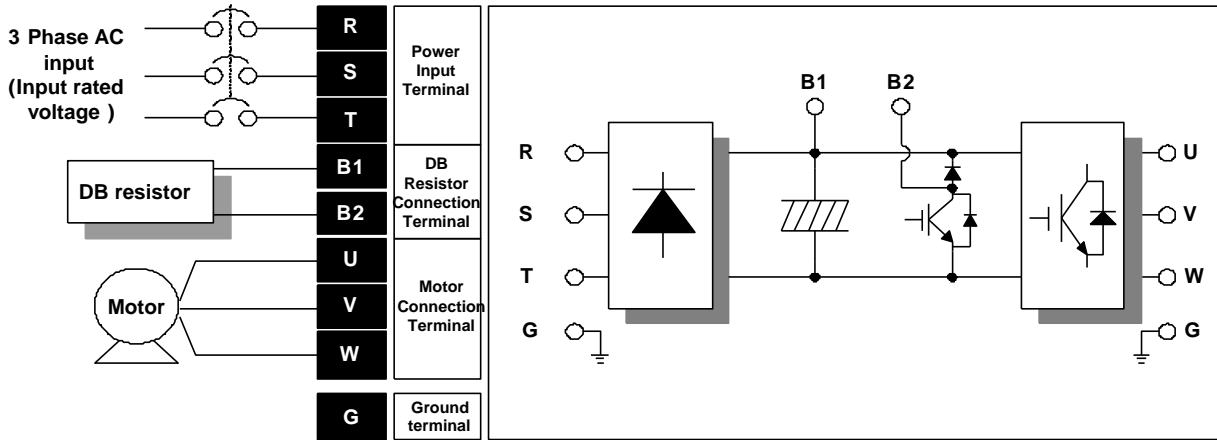 3 Phase AC
input
(Input rated
voltage )
R
S
T
Power
Input
Terminal
DB resistor
B1
B2
DB
Resistor
Connection
Terminal
Motor
U
V
W
Motor
Connection
Terminal
G
Ground
terminal
B1
B2
R
S
T
G
U
V
W
G